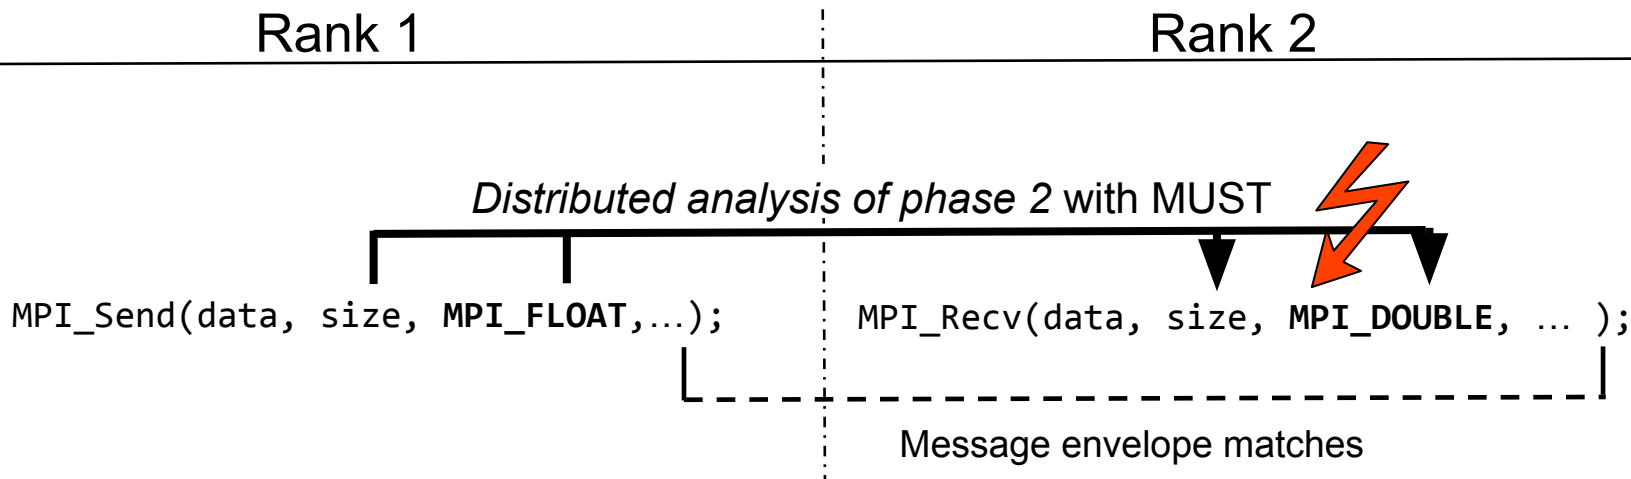 Rank 1
Rank 2
Distributed analysis of phase 2 with MUST
MPI_Send(data, size, MPI_FLOAT,…);
MPI_Recv(data, size, MPI_DOUBLE, … );
Message envelope matches